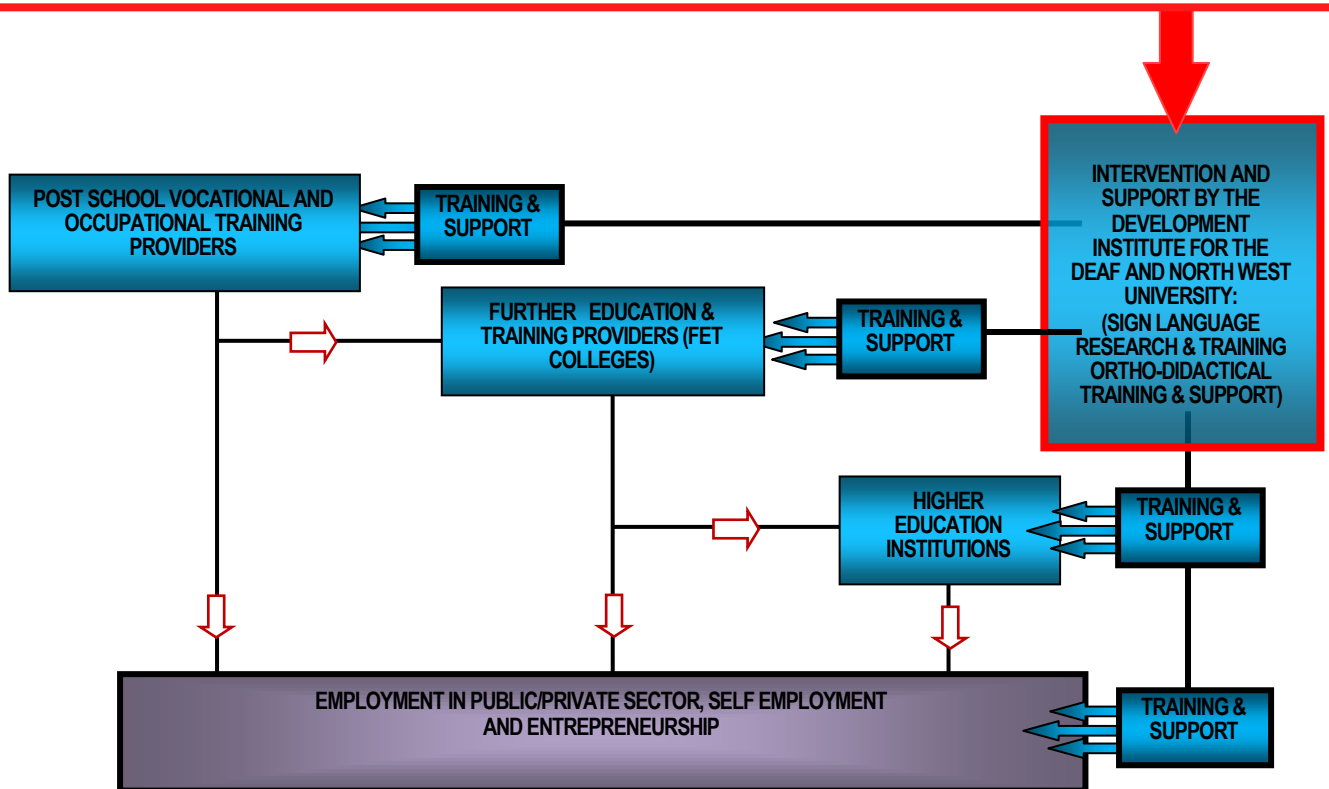 POST SCHOOL VOCATIONAL AND
OCCUPATIONAL TRAINING
PROVIDERS
TRAINING &
SUPPORT
INTERVENTION AND
SUPPORT BY THE
DEVELOPMENT
INSTITUTE FOR THE
DEAF AND NORTH WEST
UNIVERSITY:
(SIGN LANGUAGE
RESEARCH & TRAINING
ORTHO-DIDACTICAL
TRAINING & SUPPORT)
FURTHER EDUCATION &
TRAINING PROVIDERS (FET
COLLEGES)
TRAINING &
SUPPORT
HIGHER
EDUCATION
INSTITUTIONS
TRAINING &
SUPPORT
EMPLOYMENT IN PUBLIC/PRIVATE SECTOR, SELF EMPLOYMENT
AND ENTREPRENEURSHIP
TRAINING &
SUPPORT